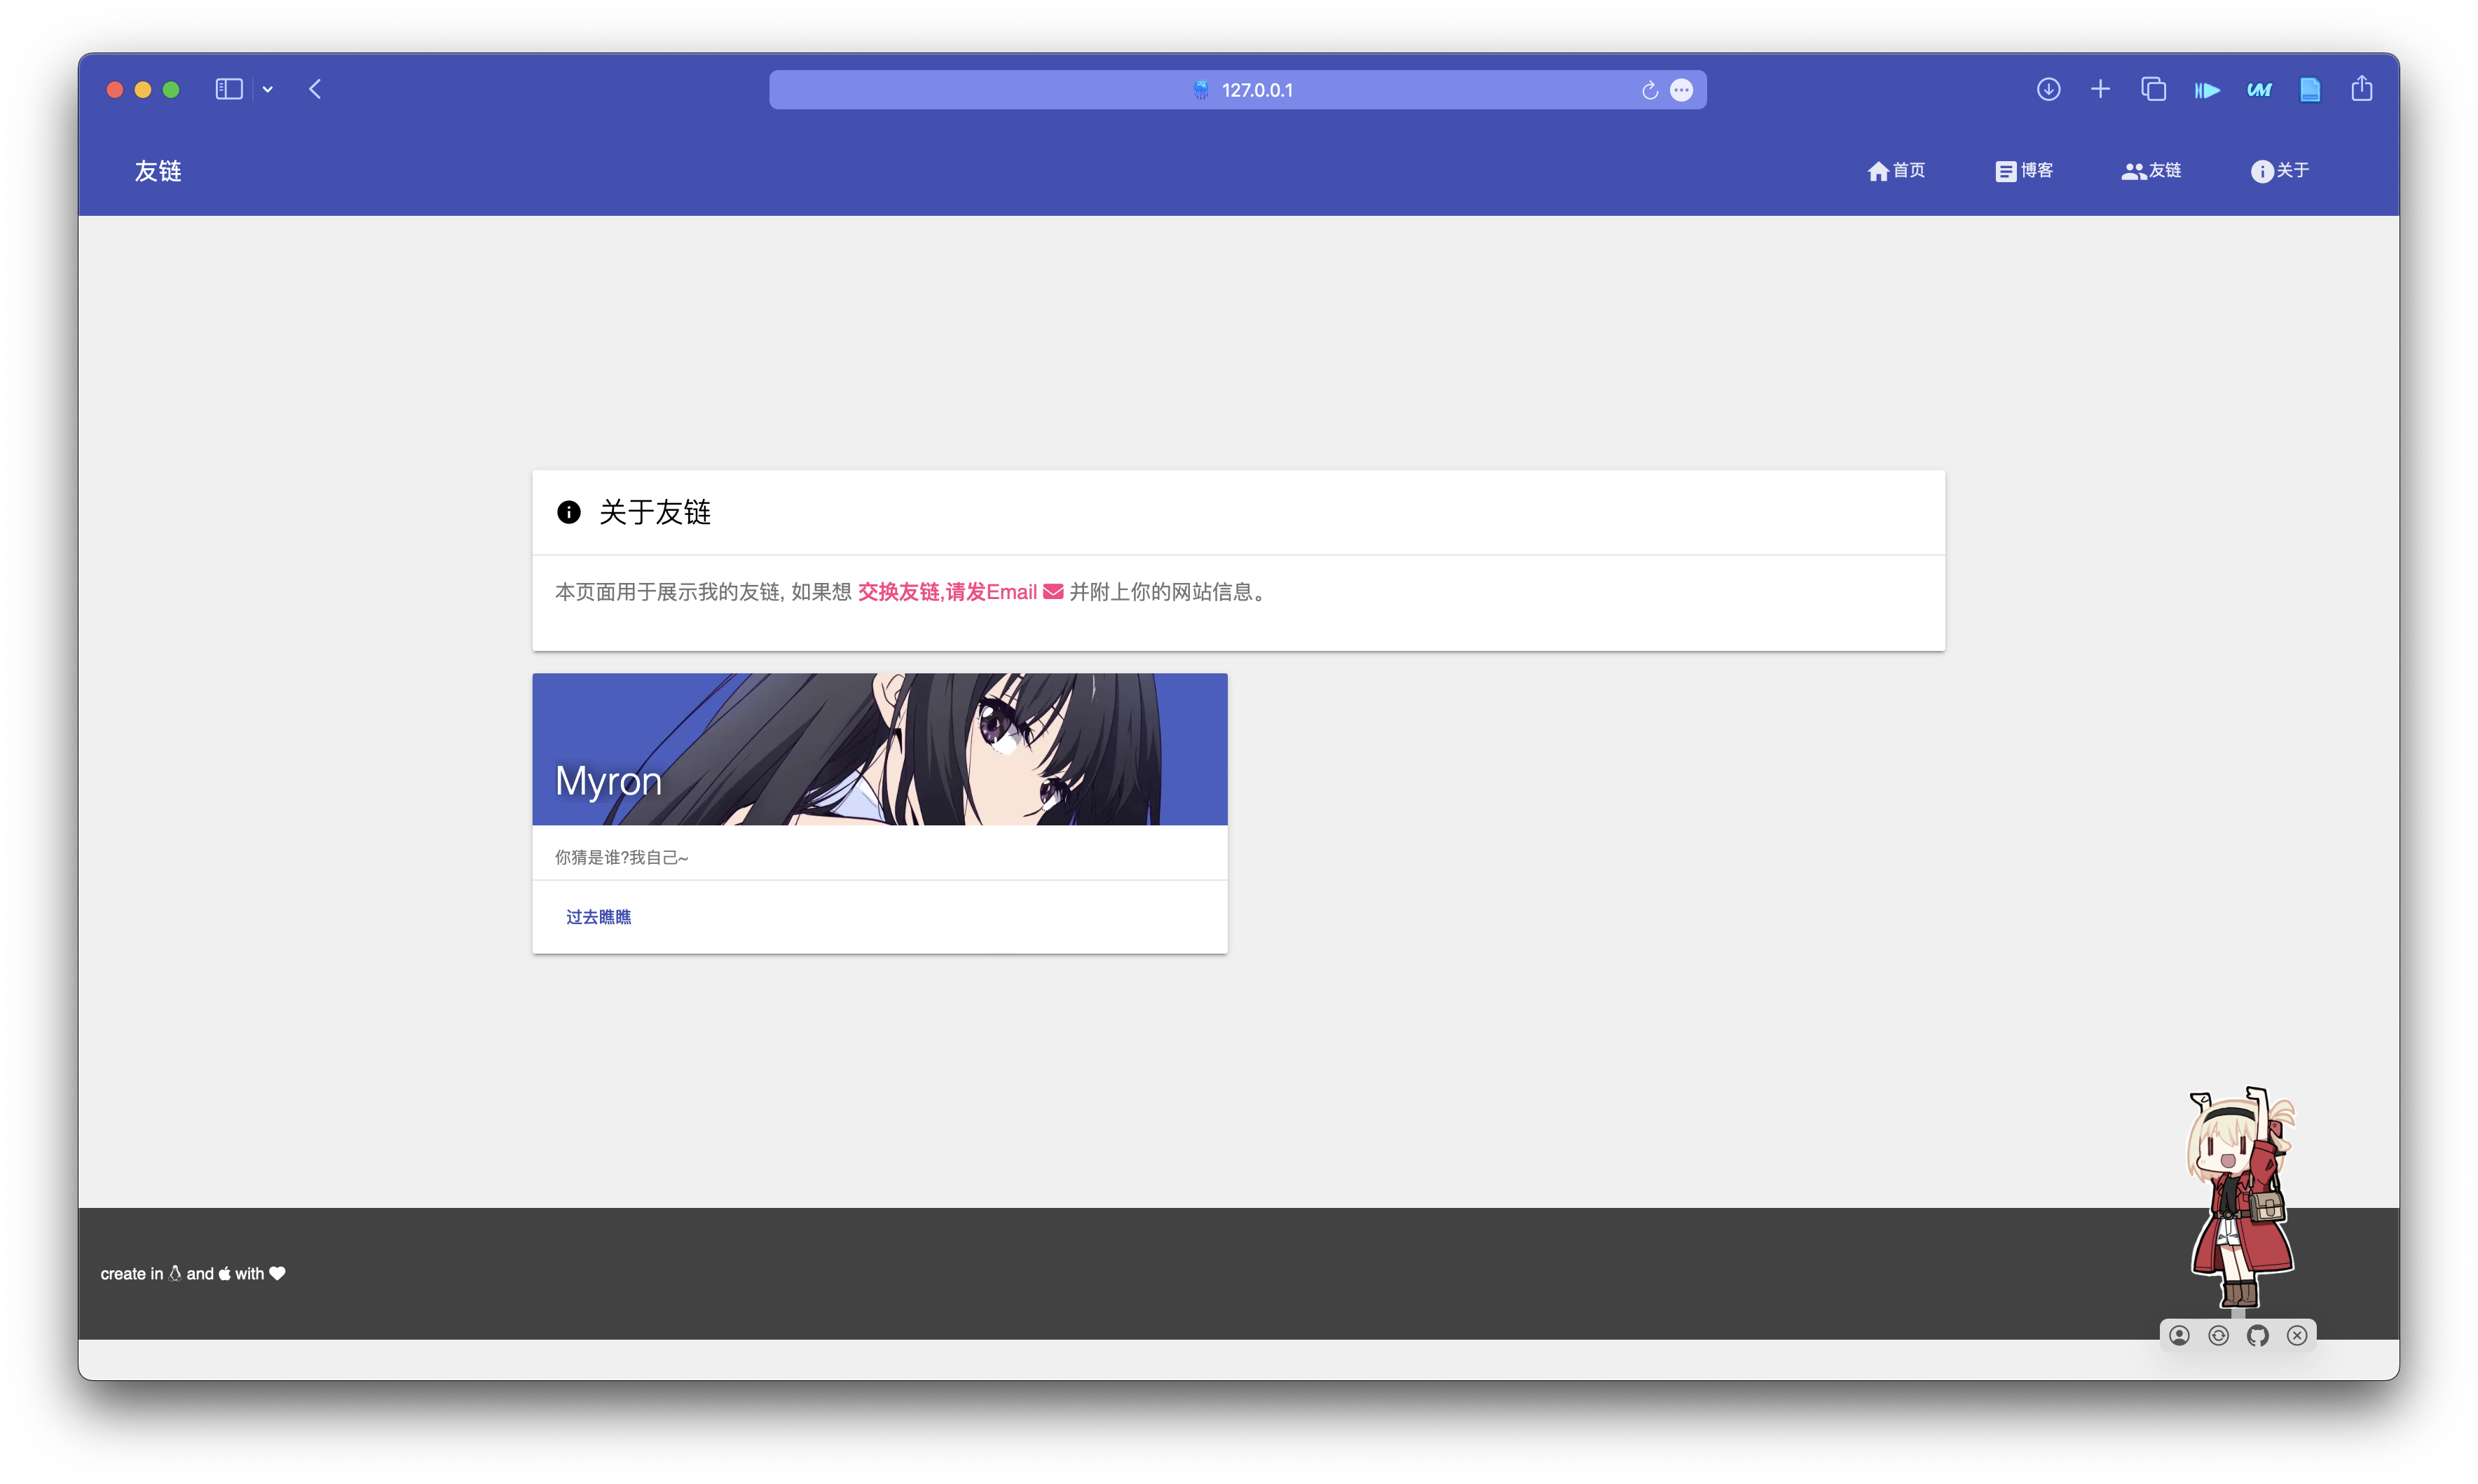 127.0.0.1
友链
首页
博客
友链
关于
关于友链
本页面用于展示我的友链, 如果想 交换友链,请发Email 并附上你的网站信息。
Myron
你猜是谁?我自己~
过去瞧瞧
create in and with